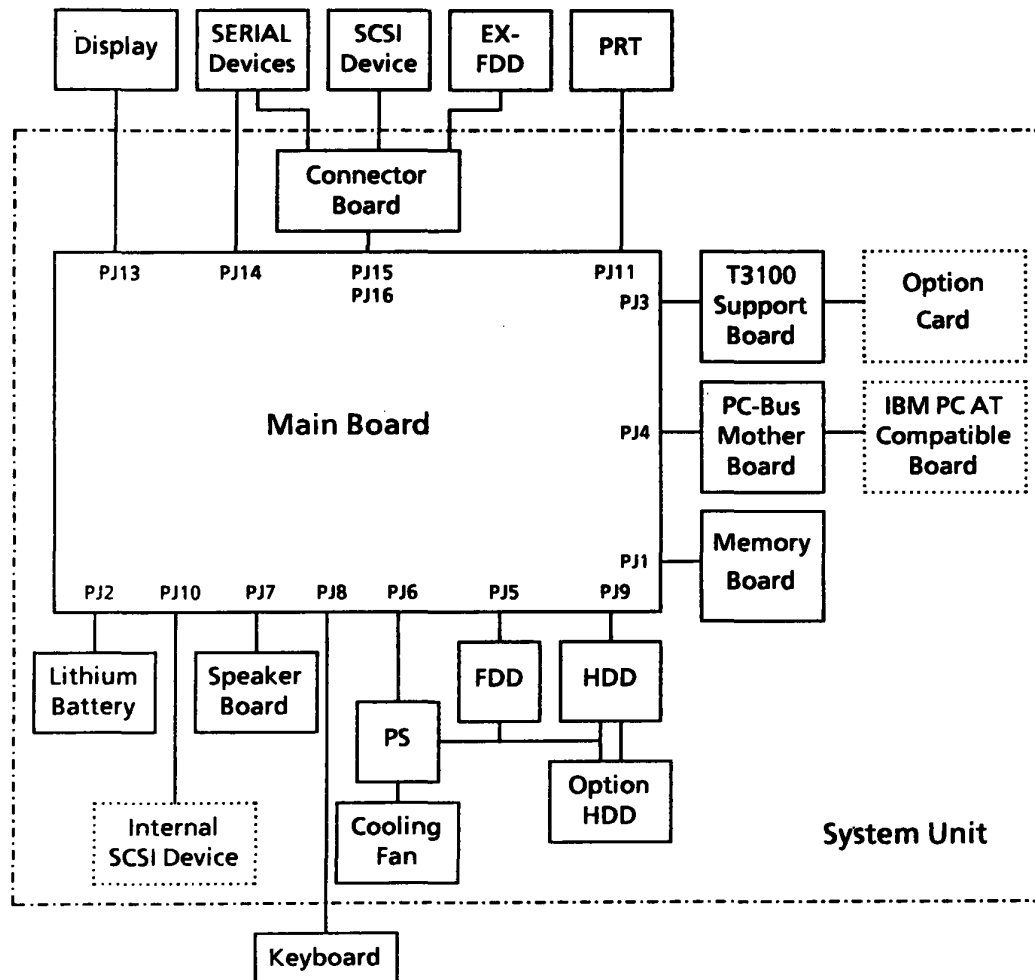 Display
SERIAL
Devices
SCSI
Device
EX-
FDD
PRT
Connector
Board
PJ13
PJ14
PJ15
PJ16
PJ11
PJ3
T3100
Support
Board
Option
Card
Main Board
PJ4
PC-Bus
Mother
Board
IBM PC AT
Compatible
Board
PJ1
Memory
Board
PJ2
PJ10
PJ7
PJ8
PJ6
PJ5
PJ9
Lithium
Battery
Speaker
Board
FDD
HDD
PS
Option
HDD
Internal
SCSI Device
Cooling
Fan
System Unit
Keyboard